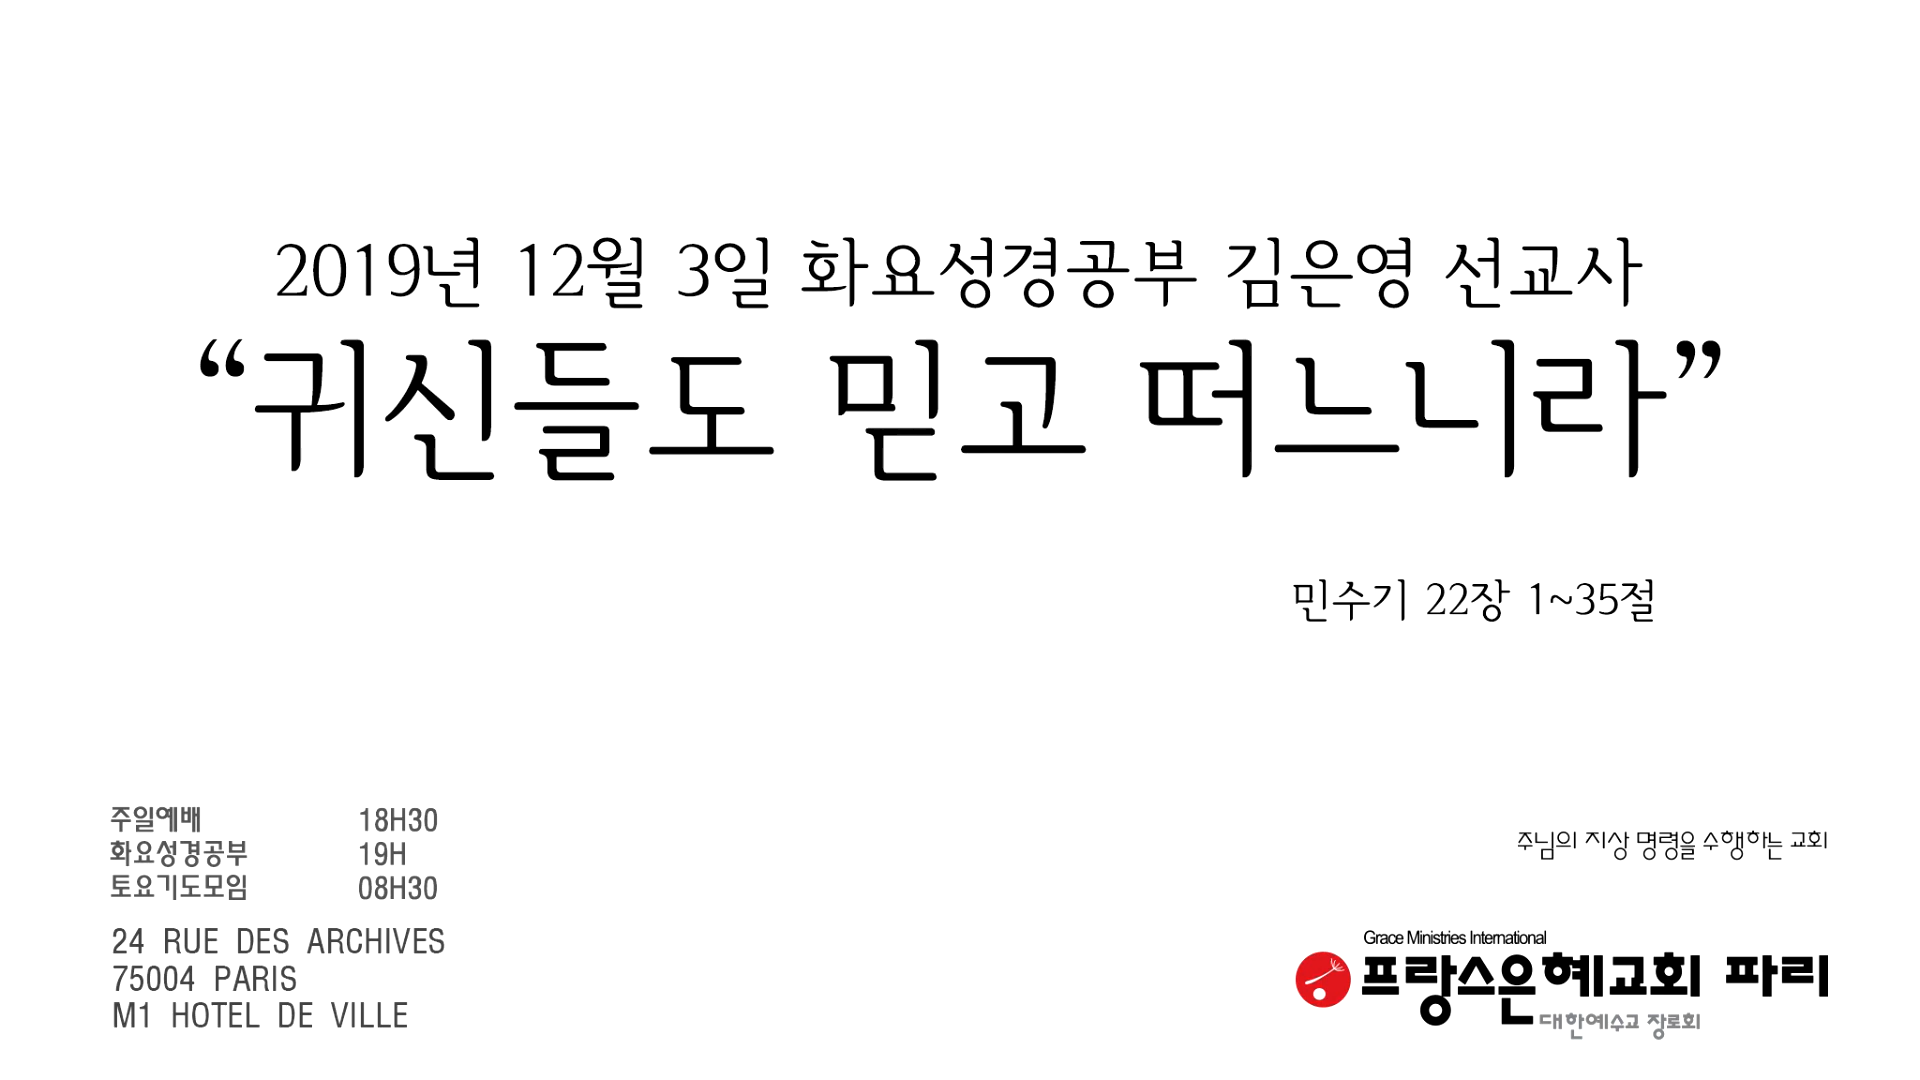 2019년 12월 3일 화요성경공부 김은영 선교사
“귀신들도 믿고 떠느니라”
민수기 22장 1~35절
주일예배 18H30
화요성경공부 19H
토요기도모임 08H30
24 RUE DES ARCHIVES
75004 PARIS
M1 HOTEL DE VILLE
주님의 지상 명령을 수행하는 교회
Grace Ministries International
프랑스은혜교회 파리
대한예수교 장로회